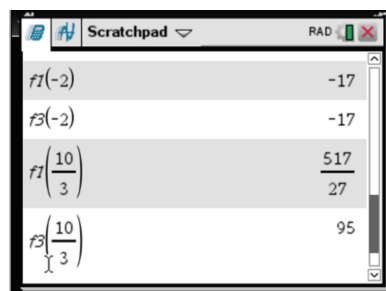 Scratchpad RAD
f1(-2) -17
f3(-2) -17
f1(10/3) 517/27
f3(10/3) 95